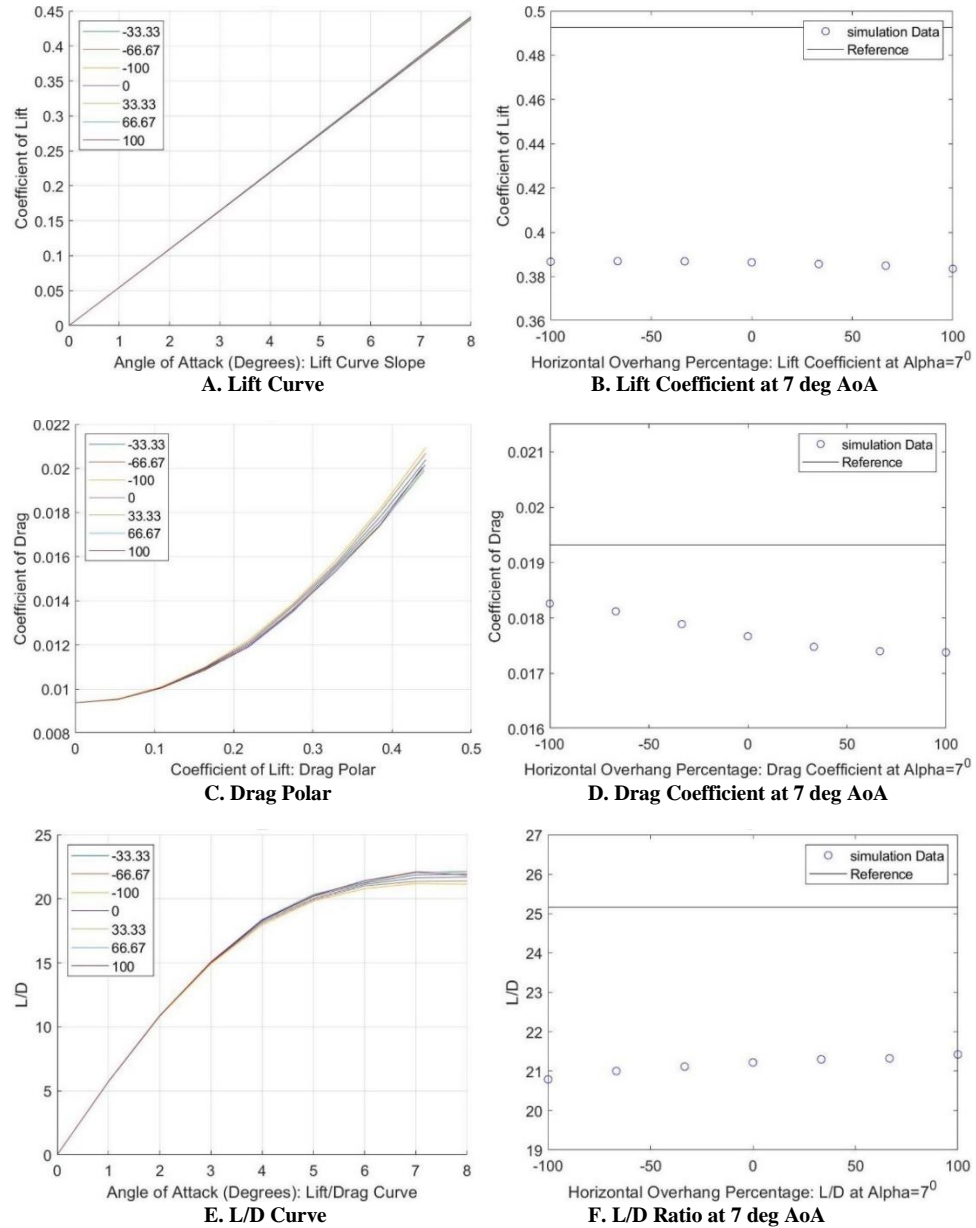 0.45
0.4
0.35
0.3
0.25
0.2
0.15
0.1
0.05
0
Coefficient of Lift
-33.33
-66.67
-100
0
33.33
66.67
100
0 1 2 3 4 5 6 7 8
Angle of Attack (Degrees): Lift Curve Slope
A. Lift Curve
0.5
0.48
0.46
0.44
0.42
0.4
0.38
0.36
Coefficient of Lift
simulation Data
Reference
-100 -50 0 50 100
Horizontal Overhang Percentage: Lift Coefficient at Alpha=7⁰
B. Lift Coefficient at 7 deg AoA
0.022
0.02
0.018
0.016
0.014
0.012
0.01
0.008
Coefficient of Drag
-33.33
-66.67
-100
0
33.33
66.67
100
0 0.1 0.2 0.3 0.4 0.5
Coefficient of Lift: Drag Polar
C. Drag Polar
0.021
0.02
0.019
0.018
0.017
0.016
Coefficient of Drag
simulation Data
Reference
-100 -50 0 50 100
Horizontal Overhang Percentage: Drag Coefficient at Alpha=7⁰
D. Drag Coefficient at 7 deg AoA
25
20
15
10
5
0
L/D
-33.33
-66.67
-100
0
33.33
66.67
100
0 1 2 3 4 5 6 7 8
Angle of Attack (Degrees): Lift/Drag Curve
E. L/D Curve
27
26
25
24
23
22
21
20
19
L/D
simulation Data
Reference
-100 -50 0 50 100
Horizontal Overhang Percentage: L/D at Alpha=7⁰
F. L/D Ratio at 7 deg AoA